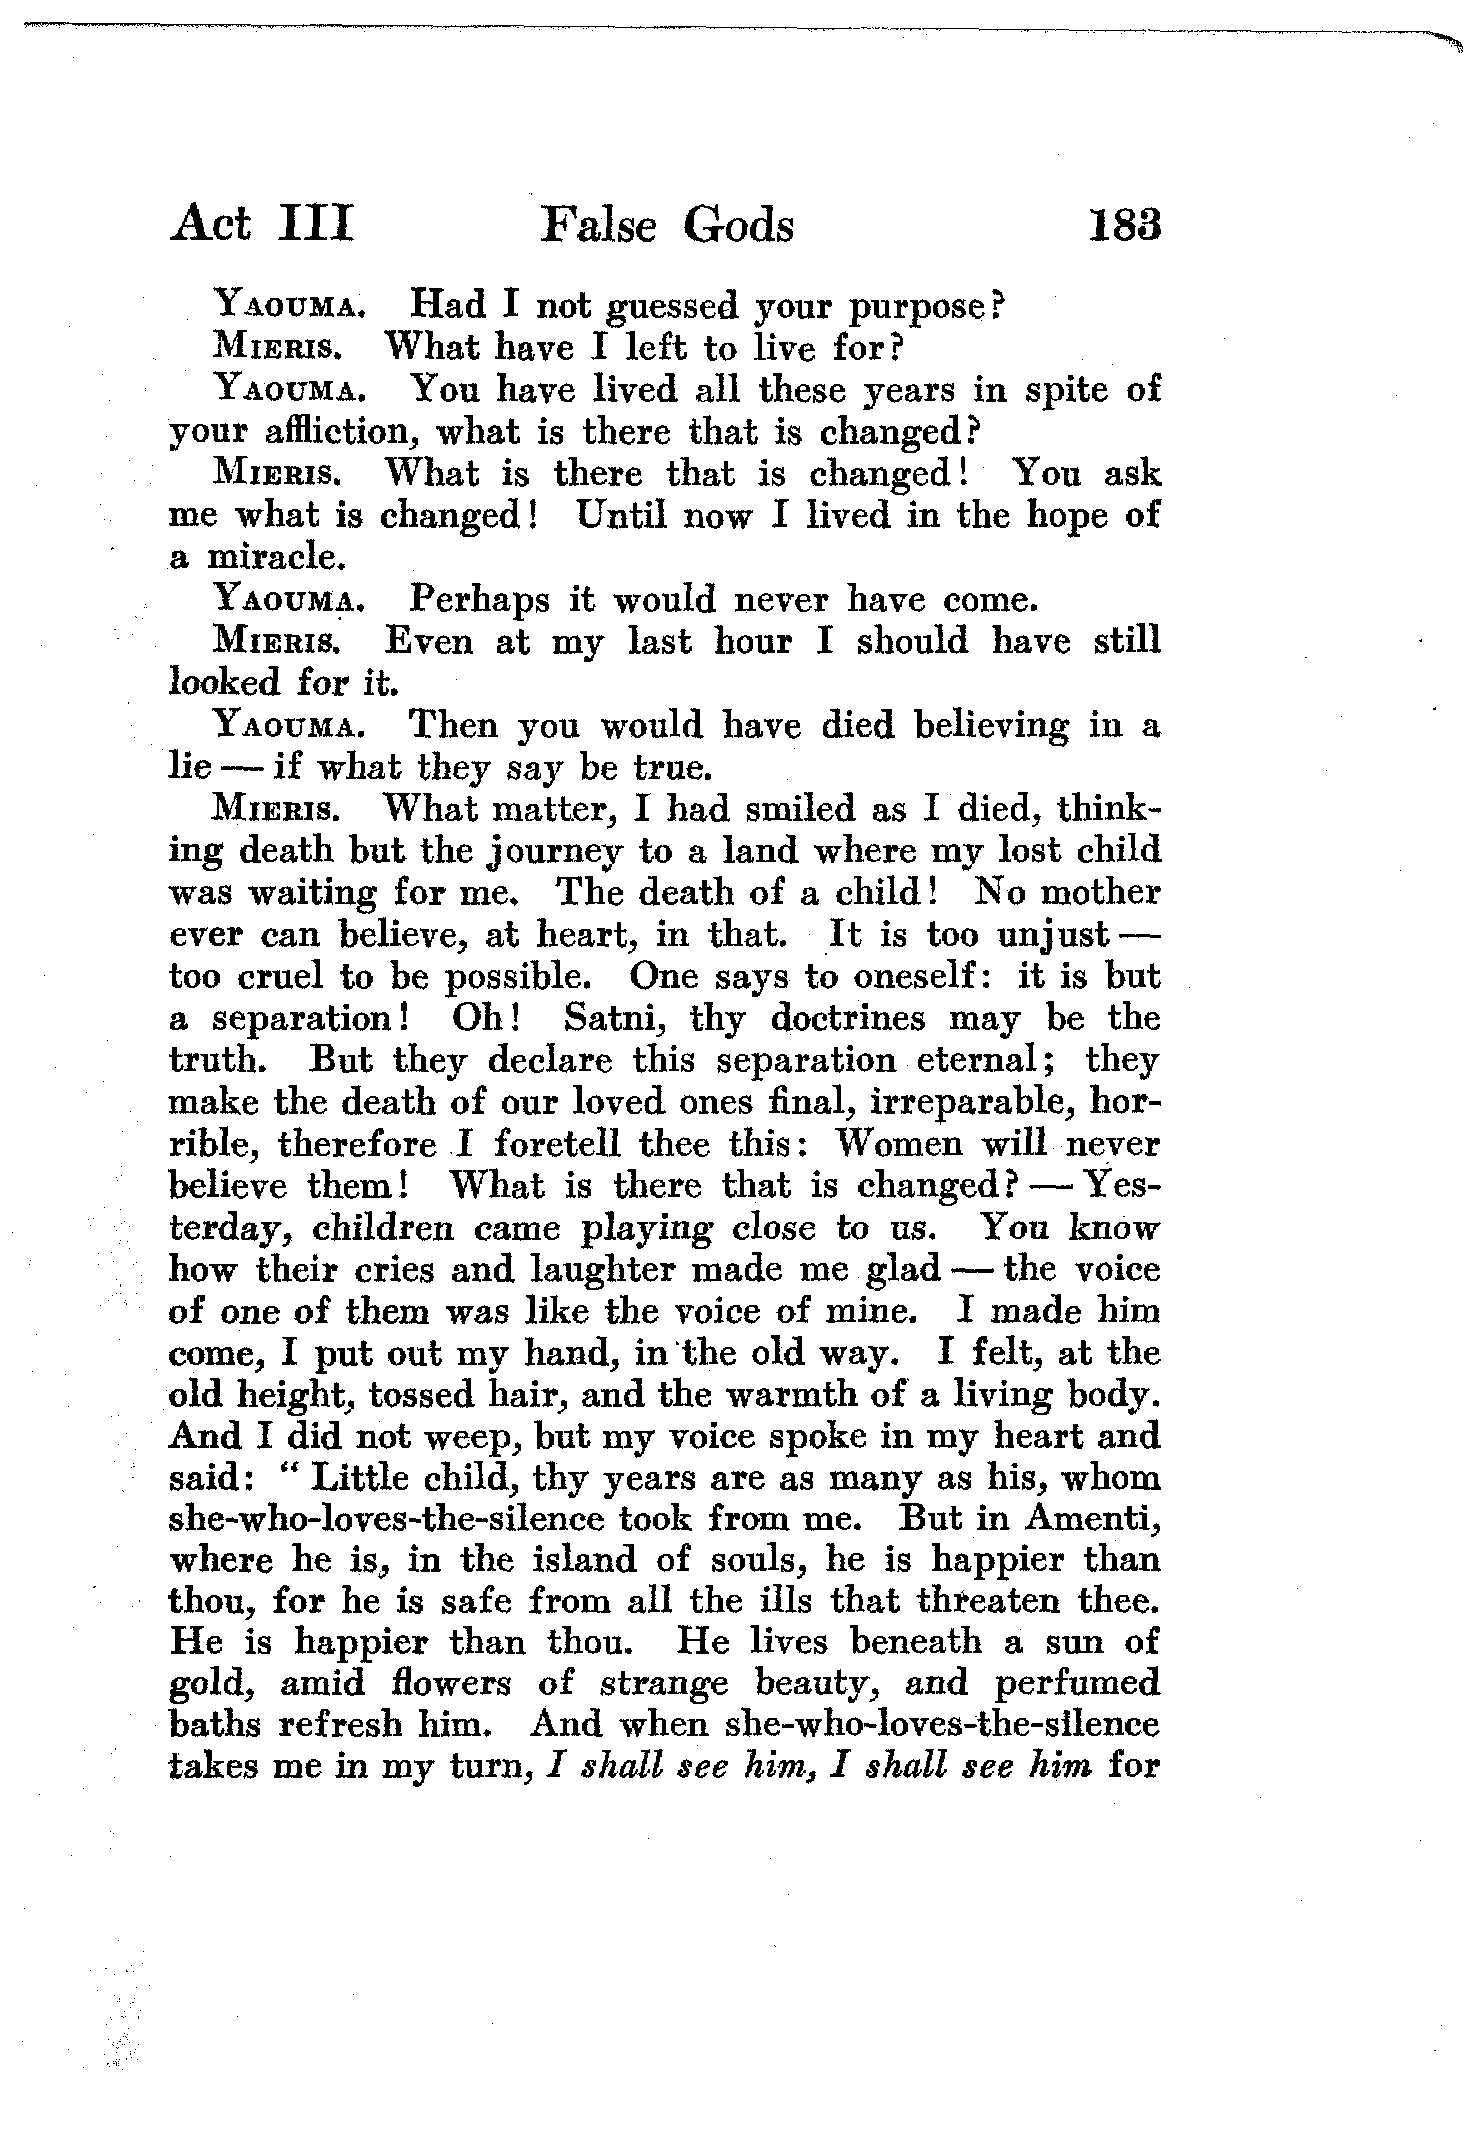 Act III False Gods 183
YAOUMA. Had I not guessed your purpose?
MIERIS. What have I left to live for?
YAOUMA. You have lived all these years in spite of
your affliction, what is there that is changed?
MIERIS. What is there that is changed! You ask
me what is changed! Until now I lived in the hope of
a miracle.
YAOUMA. Perhaps it would never have come.
MIERIS. Even at my last hour I should have still
looked for it.
YAOUMA. Then you would have died believing in a
lie — if what they say be true.
MIERIS. What matter, I had smiled as I died, think-
ing death but the journey to a land where my lost child
was waiting for me. The death of a child! No mother
ever can believe, at heart, in that. It is too unjust —
too cruel to be possible. One says to oneself: it is but
a separation! Oh! Satni, thy doctrines may be the
truth. But they declare this separation eternal; they
make the death of our loved ones final, irreparable, hor-
rible, therefore I foretell thee this: Women will never
believe them! What is there that is changed? — Yes-
terday, children came playing close to us. You know
how their cries and laughter made me glad — the voice
of one of them was like the voice of mine. I made him
come, I put out my hand, in the old way. I felt, at the
old height, tossed hair, and the warmth of a living body.
And I did not weep, but my voice spoke in my heart and
said: " Little child, thy years are as many as his, whom
she-who-loves-the-silence took from me. But in Amenti,
where he is, in the island of souls, he is happier than
thou, for he is safe from all the ills that threaten thee.
He is happier than thou. He lives beneath a sun of
gold, amid flowers of strange beauty, and perfumed
baths refresh him. And when she-who-loves-the-silence
takes me in my turn, I shall see him, I shall see him for